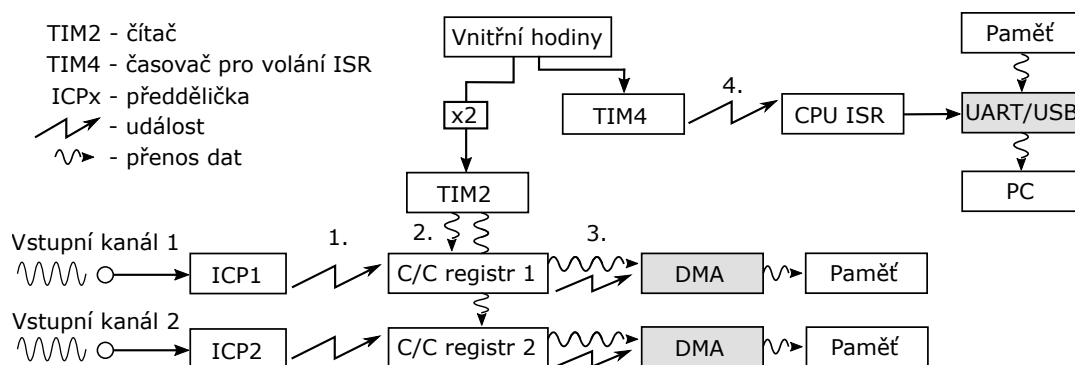 TIM2 - čítač
TIM4 - časovač pro volání ISR
ICPx - předdělička
- událost
- přenos dat
Vnitřní hodiny
x2
TIM4
4.
CPU ISR
Paměť
UART/USB
PC
TIM2
Vstupní kanál 1
ICP1
1.
2.
C/C registr 1
3.
DMA
Paměť
Vstupní kanál 2
ICP2
C/C registr 2
DMA
Paměť